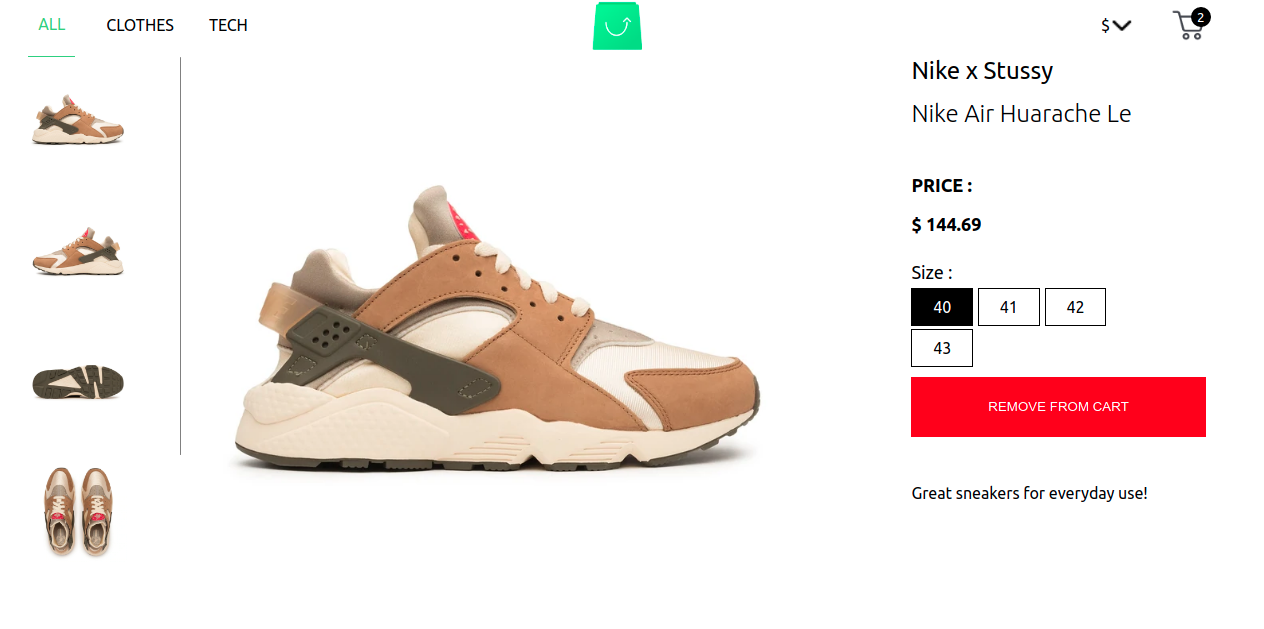 ALL CLOTHES TECH
$ 2
Nike x Stussy
Nike Air Huarache Le
PRICE :
$ 144.69
Size :
40 41 42
43
REMOVE FROM CART
Great sneakers for everyday use!